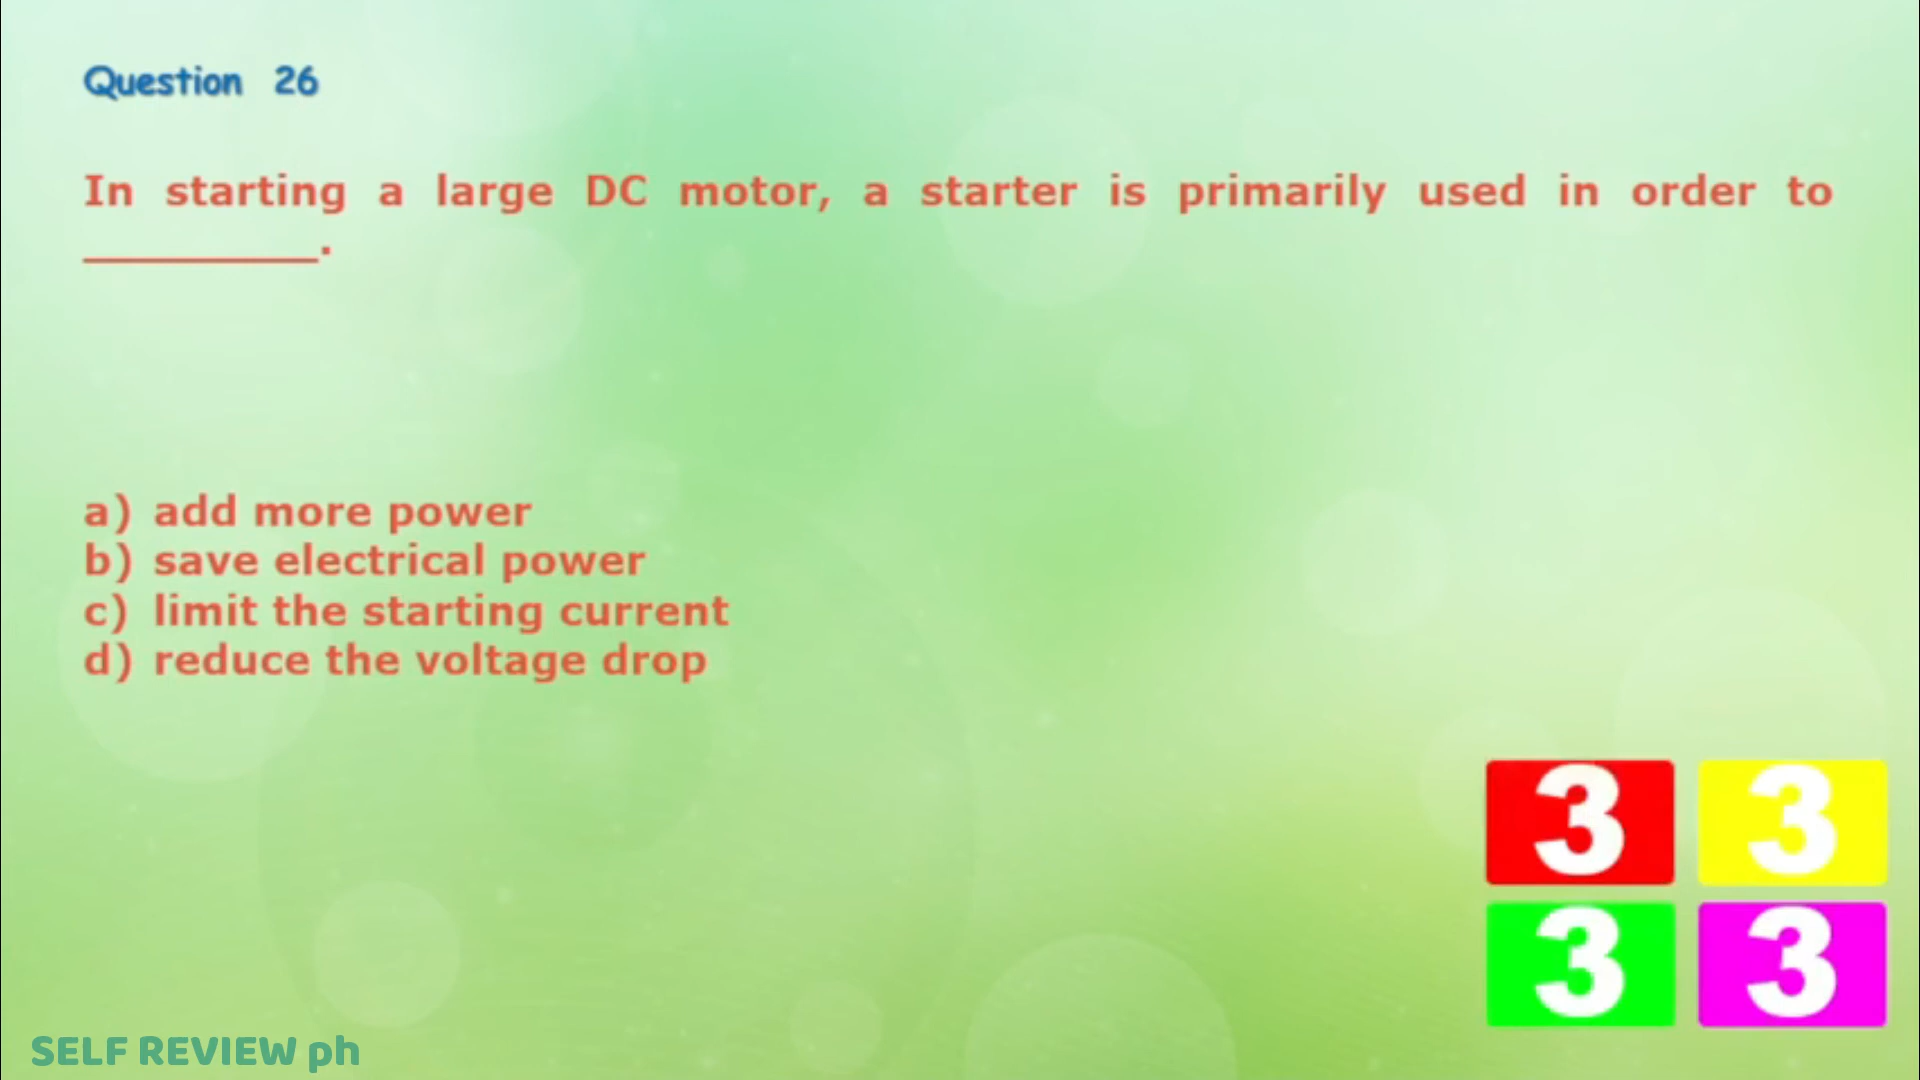 Question 26
In starting a large DC motor, a starter is primarily used in order to
__________.
a) add more power
b) save electrical power
c) limit the starting current
d) reduce the voltage drop
3 3
3 3
SELF REVIEW ph